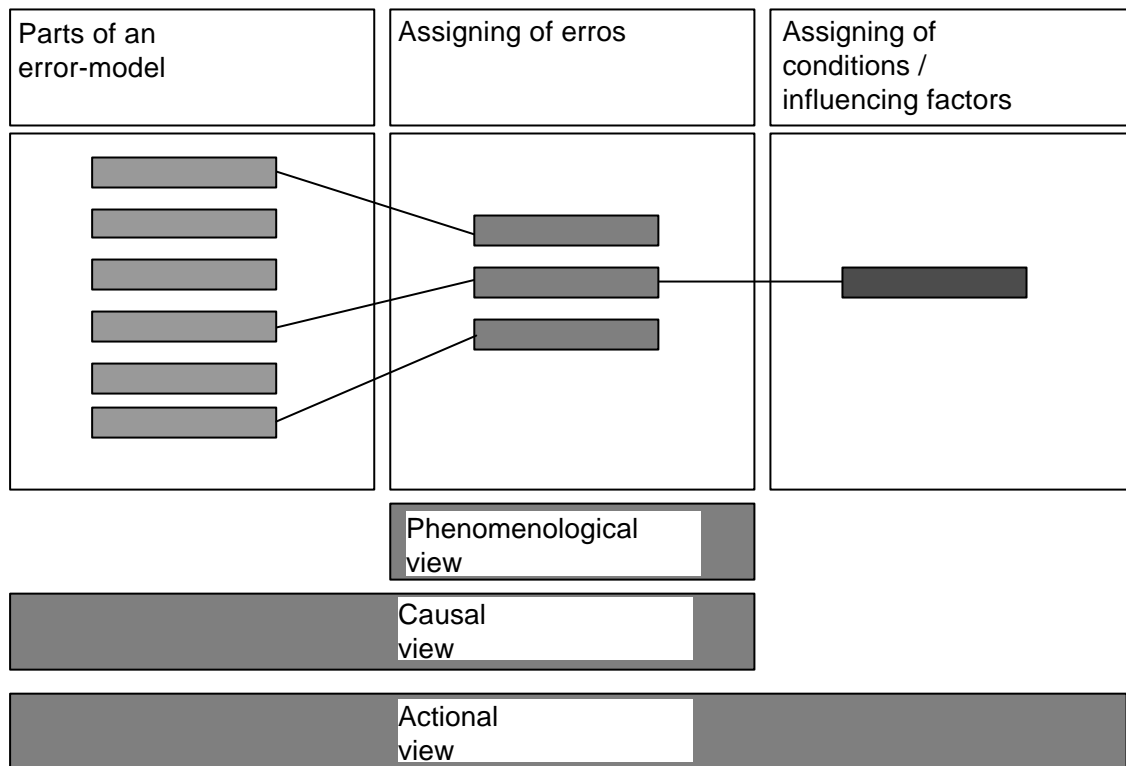 Parts of an
error-model
Assigning of erros
Assigning of
conditions /
influencing factors
Phenomenological
view
Causal
view
Actional
view